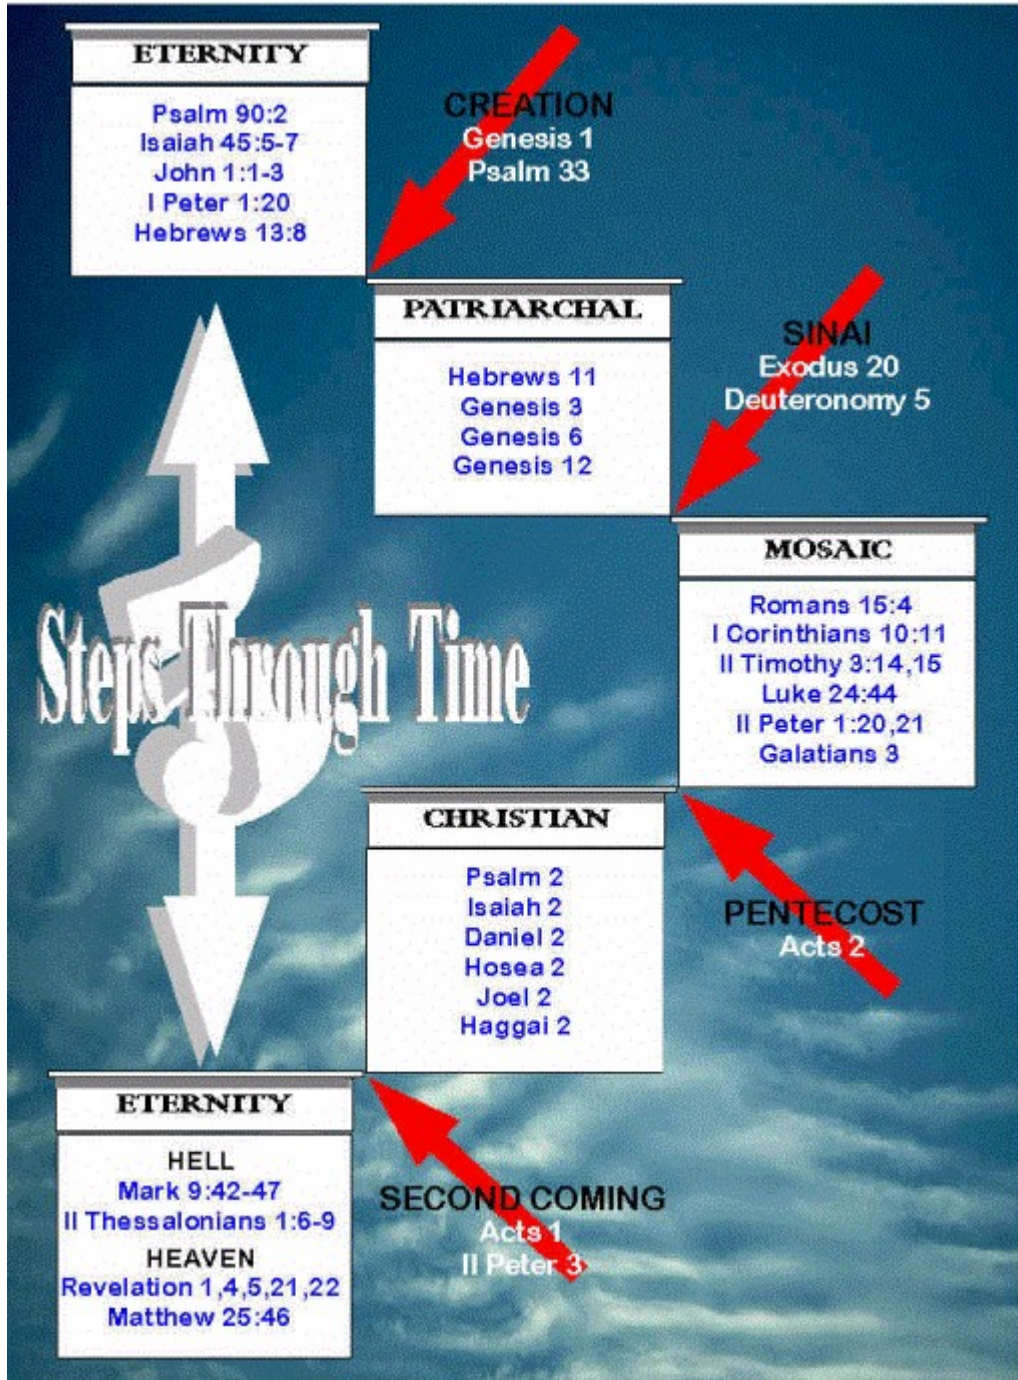 ETERNITY
Psalm 90:2
Isaiah 45:5-7
John 1:1-3
I Peter 1:20
Hebrews 13:8
CREATION
Genesis 1
Psalm 33
PATRIARCHAL
Hebrews 11
Genesis 3
Genesis 6
Genesis 12
SINAI
Exodus 20
Deuteronomy 5
MOSAIC
Romans 15:4
I Corinthians 10:11
II Timothy 3:14,15
Luke 24:44
II Peter 1:20,21
Galatians 3
Steps Through Time
CHRISTIAN
Psalm 2
Isaiah 2
Daniel 2
Hosea 2
Joel 2
Haggai 2
PENTECOST
Acts 2
ETERNITY
HELL
Mark 9:42-47
II Thessalonians 1:6-9
HEAVEN
Revelation 1,4,5,21,22
Matthew 25:46
SECOND COMING
Acts 1
II Peter 3